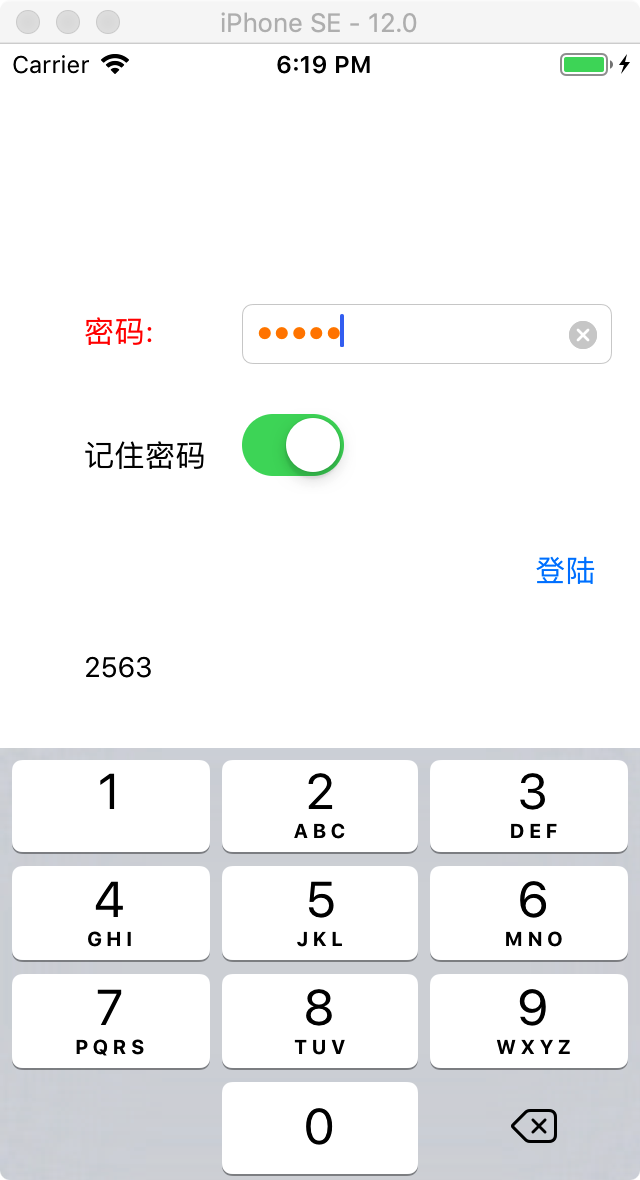 iPhone SE - 12.0
Carrier 6:19 PM
密码: •••••
记住密码
登陆
2563
1 2 3
ABC DEF
4 5 6
GHI JKL MNO
7 8 9
PQRS TUV WXYZ
0